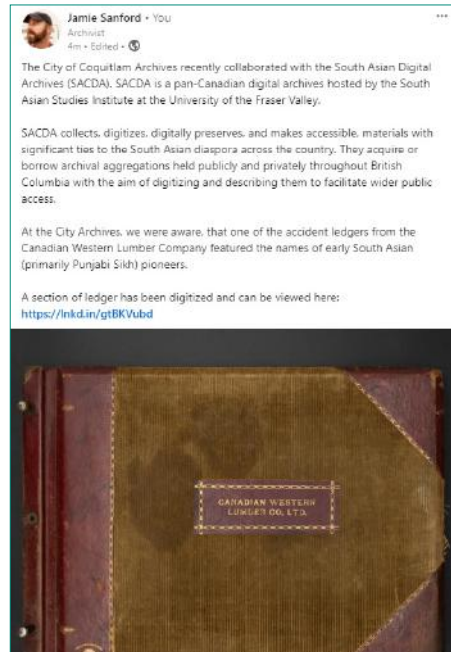 Jamie Sanford • You
Archivist
4m • Edited •
The City of Coquitlam Archives recently collaborated with the South Asian Digital
Archives (SACDA). SACDA is a pan-Canadian digital archives hosted by the South
Asian Studies Institute at the University of the Fraser Valley.
SACDA collects, digitizes, digitally preserves, and makes accessible, materials with
significant ties to the South Asian diaspora across the country. They acquire or
borrow archival aggregations held publicly and privately throughout British
Columbia with the aim of digitizing and describing them to facilitate wider public
access.
At the City Archives, we were aware, that one of the accident ledgers from the
Canadian Western Lumber Company featured the names of early South Asian
(primarily Punjabi Sikh) pioneers.
A section of ledger has been digitized and can be viewed here:
https://lnkd.in/gtBKVubd
CANADIAN WESTERN
LUMBER CO, LTD.